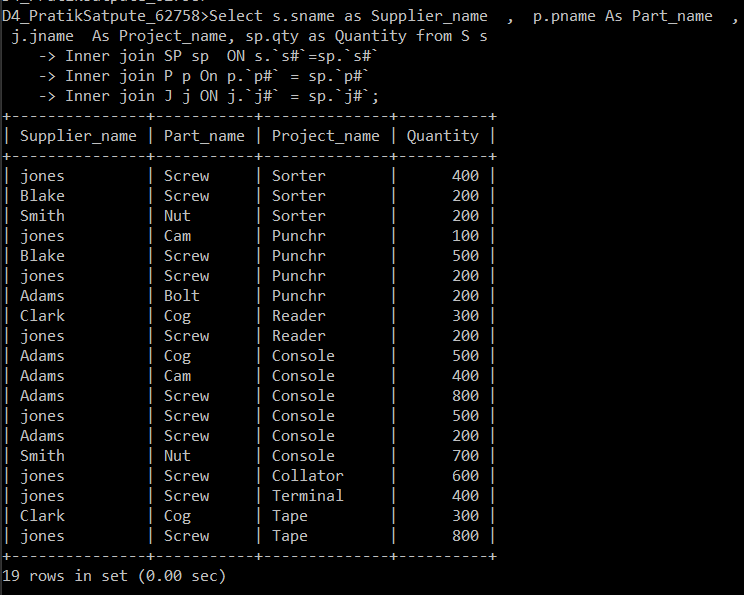 D4_PratikSatpute_62758>Select s.sname as Supplier_name  ,  p.pname As Part_name  ,
 j.jname  As Project_name, sp.qty as Quantity from S s
    -> Inner join SP sp  ON s.`s#`=sp.`s#`
    -> Inner join P p On p.`p#` = sp.`p#`
    -> Inner join J j ON j.`j#` = sp.`j#`;
+---------------+-----------+--------------+----------+
| Supplier_name | Part_name | Project_name | Quantity |
+---------------+-----------+--------------+----------+
| jones         | Screw     | Sorter       |      400 |
| Blake         | Screw     | Sorter       |      200 |
| Smith         | Nut       | Sorter       |      200 |
| jones         | Cam       | Punchr       |      100 |
| Blake         | Screw     | Punchr       |      500 |
| jones         | Screw     | Punchr       |      200 |
| Adams         | Bolt      | Punchr       |      200 |
| Clark         | Cog       | Reader       |      300 |
| jones         | Screw     | Reader       |      200 |
| Adams         | Cog       | Console      |      500 |
| Adams         | Cam       | Console      |      400 |
| Adams         | Screw     | Console      |      800 |
| jones         | Screw     | Console      |      500 |
| Adams         | Screw     | Console      |      200 |
| Smith         | Nut       | Console      |      700 |
| jones         | Screw     | Collator     |      600 |
| jones         | Screw     | Terminal     |      400 |
| Clark         | Cog       | Tape         |      300 |
| jones         | Screw     | Tape         |      800 |
+---------------+-----------+--------------+----------+
19 rows in set (0.00 sec)